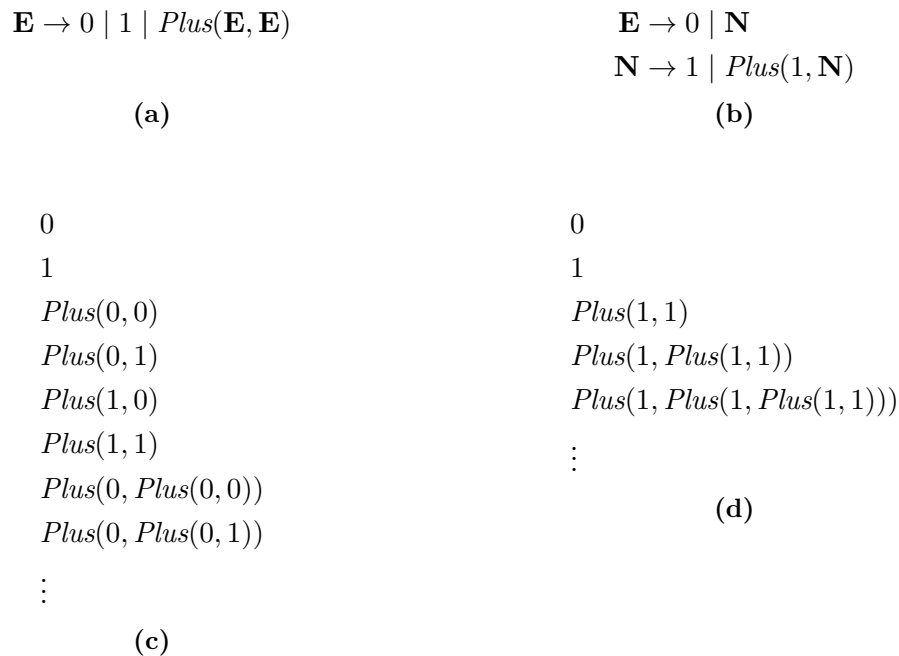 E → 0 | 1 | Plus(E, E)
(a)
E → 0 | N
N → 1 | Plus(1, N)
(b)
0
1
Plus(0, 0)
Plus(0, 1)
Plus(1, 0)
Plus(1, 1)
Plus(0, Plus(0, 0))
Plus(0, Plus(0, 1))
⋮
(c)
0
1
Plus(1, 1)
Plus(1, Plus(1, 1))
Plus(1, Plus(1, Plus(1, 1)))
⋮
(d)